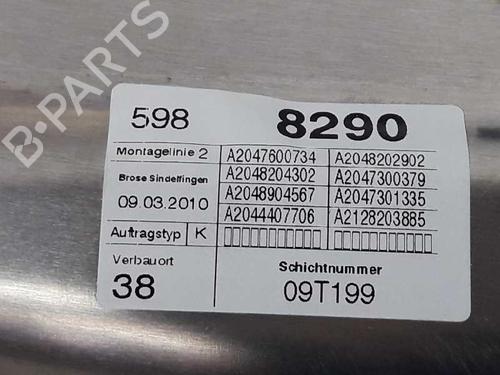 598 8290
Montagelinie 2 A2047600734 A2048202902
A2048204302 A2047300379
Brose Sindelfingen A2048904567 A2047301335
09.03.2010 A2044407706 A2128203885
Auftragstyp K
Verbauort Schichtnummer
38 09T199
B-PARTS